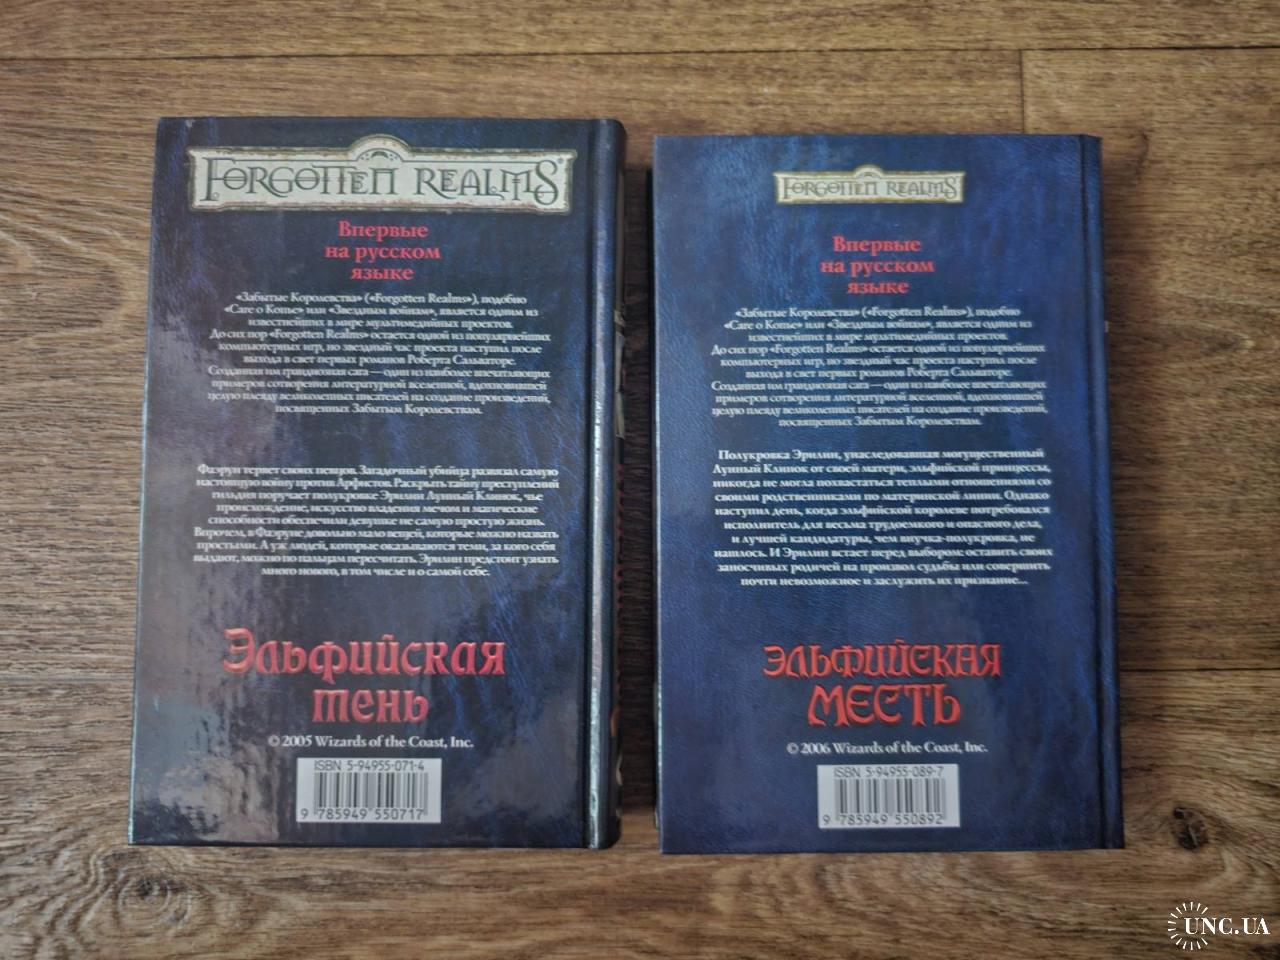 FORGOTTEN REALMS
Впервые
на русском
языке
«Забытые Королевства» («Forgotten Realms»), подобно
«Саге о Копье» или «Звездным войнам», является одним из
известнейших в мире мультимедийных проектов.
До сих пор «Forgotten Realms» остается одной из популярнейших
компьютерных игр, но звездный час проекта наступил после
выхода в свет первых романов Роберта Сальваторе.
Созданная им грандиозная сага — один из наиболее впечатляющих
примеров сотворения литературной вселенной, вдохновившей
целую плеяду великолепных писателей на создание произведений,
посвященных Забытым Королевствам.
Фаэрун теряет своих певцов. Загадочный убийца развязал самую
настоящую войну против Арфистов. Раскрыть тайну преступлений
гильдия поручает полукровке Эрилин Лунный Клинок, чье
происхождение, искусство владения мечом и магические
способности обеспечили девушке не самую простую жизнь.
Впрочем, в Фаэруне довольно мало вещей, которые можно назвать
простыми. А уж людей, которые оказываются теми, за кого себя
выдают, можно по пальцам пересчитать. Эрилин предстоит узнать
много нового, в том числе и о самой себе.
Эльфийская
тень
© 2005 Wizards of the Coast, Inc.
ISBN 5-94955-071-4
9 785949 550717
FORGOTTEN REALMS
Впервые
на русском
языке
«Забытые Королевства» («Forgotten Realms»), подобно
«Саге о Копье» или «Звездным войнам», является одним из
известнейших в мире мультимедийных проектов.
До сих пор «Forgotten Realms» остается одной из популярнейших
компьютерных игр, но звездный час проекта наступил после
выхода в свет первых романов Роберта Сальваторе.
Созданная им грандиозная сага — один из наиболее впечатляющих
примеров сотворения литературной вселенной, вдохновившей
целую плеяду великолепных писателей на создание произведений,
посвященных Забытым Королевствам.
Полукровка Эрилин, унаследовавшая могущественный
Лунный Клинок от своей матери, эльфийской принцессы,
никогда не могла похвастаться теплыми отношениями со
своими родственниками по материнской линии. Однако
наступил день, когда эльфийской королеве потребовался
исполнитель для весьма трудоемкого и опасного дела,
и лучшей кандидатуры, чем внучка-полукровка, не
нашлось. И Эрилин встает перед выбором: оставить своих
заносчивых родичей на произвол судьбы или совершить
почти невозможное и заслужить их признание...
Эльфийская
месть
© 2006 Wizards of the Coast, Inc.
ISBN 5-94955-089-7
9 785949 550892
UNC.UA